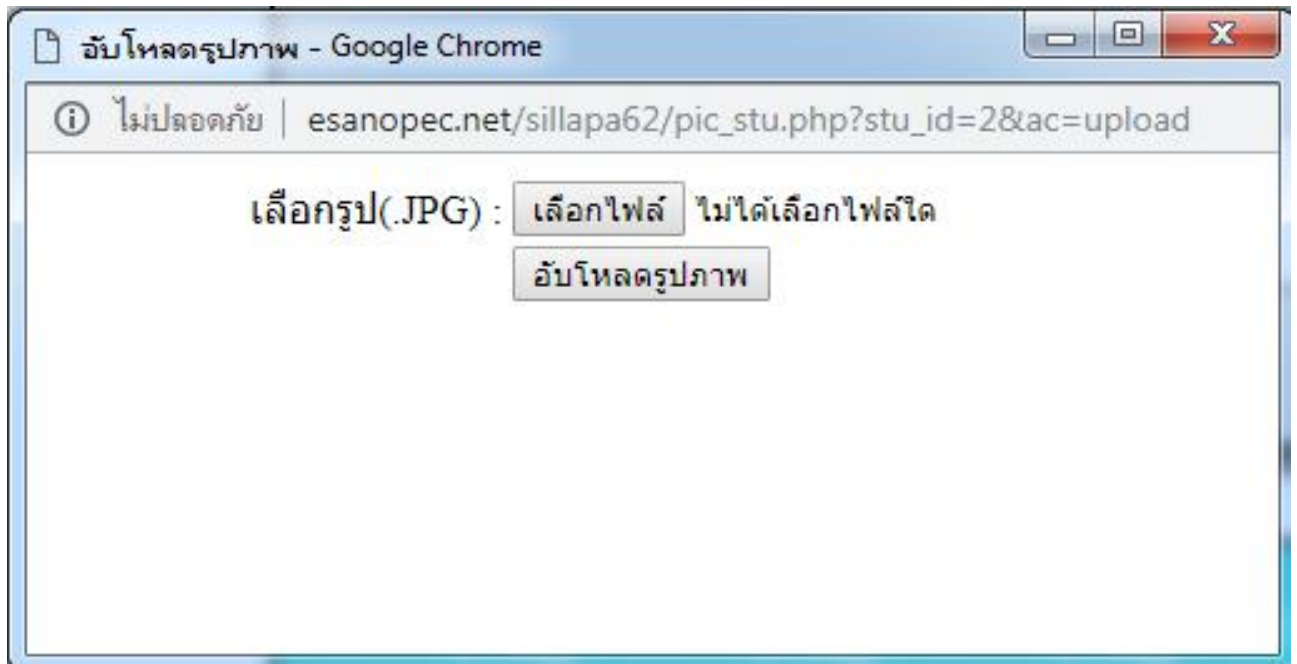 อับโหลดรูปภาพ - Google Chrome
ไม่ปลอดภัย | esanopec.net/sillapa62/pic_stu.php?stu_id=2&ac=upload
เลือกรูป(.JPG) : เลือกไฟล์ ไม่ได้เลือกไฟล์ใด
อับโหลดรูปภาพ